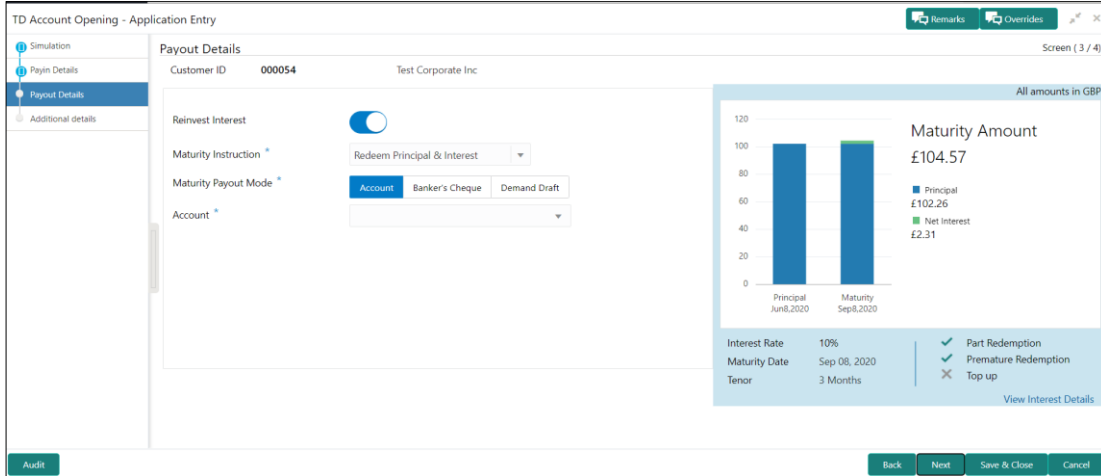 TD Account Opening - Application Entry
Remarks
Overrides
Simulation
Payin Details
Payout Details
Additional details
Payout Details
Screen ( 3 / 4)
Customer ID 000054 Test Corporate Inc
Reinvest Interest
Maturity Instruction * Redeem Principal & Interest
Maturity Payout Mode * Account Banker's Cheque Demand Draft
Account *
All amounts in GBP
120
100
80
60
40
20
0
Principal
Jun8,2020
Maturity
Sep8,2020
Maturity Amount
£104.57
Principal
£102.26
Net Interest
£2.31
Interest Rate 10%
Maturity Date Sep 08, 2020
Tenor 3 Months
Part Redemption
Premature Redemption
Top up
View Interest Details
Audit
Back Next Save & Close Cancel